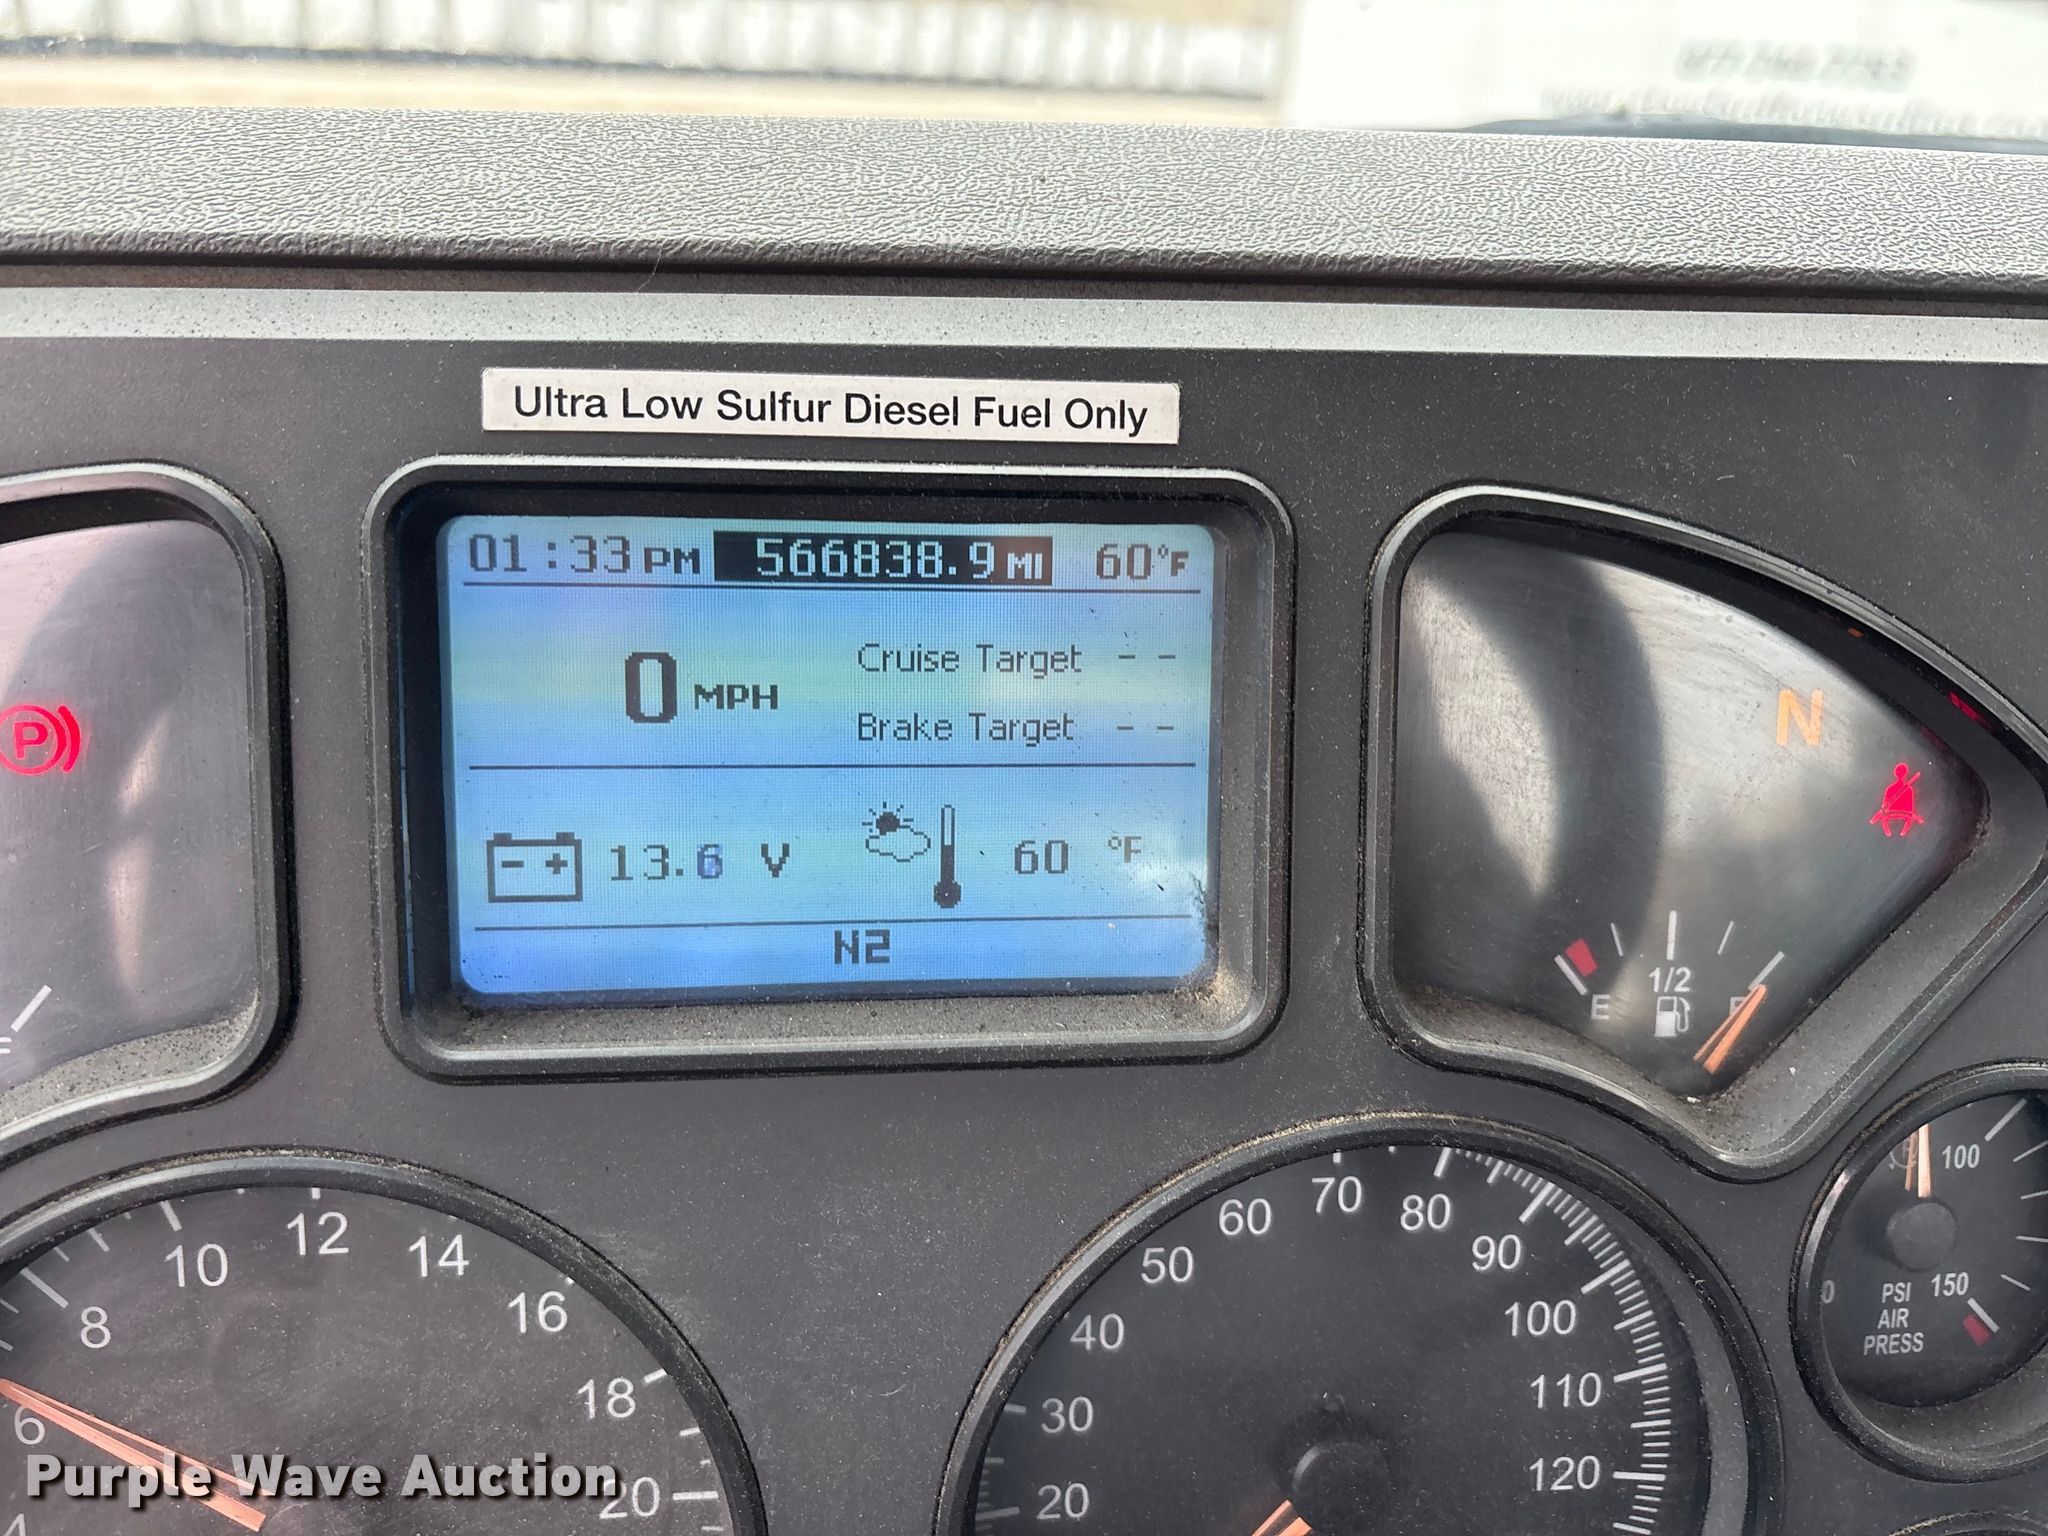 Ultra Low Sulfur Diesel Fuel Only
01:33 PM 566838.9 MI 60°F
0 MPH
Cruise Target - -
Brake Target - -
13.6 V
60 °F
N2
P
N
E 1/2 F
4 6 8 10 12 14 16 18 20
20 30 40 50 60 70 80 90 100 110 120
0 100 150
PSI
AIR
PRESS
Purple Wave Auction